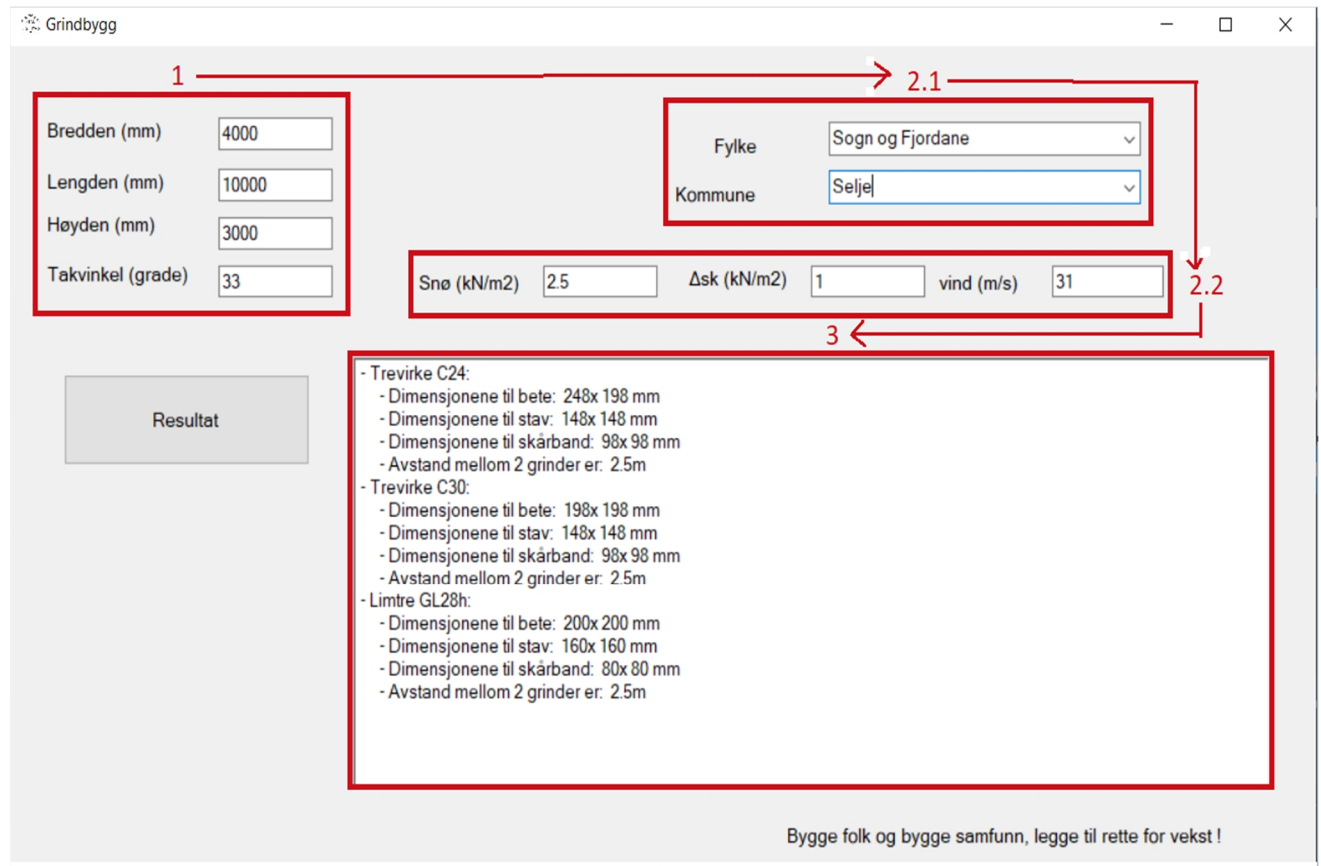 Grindbygg
1
2.1
Bredden (mm) 4000
Lengden (mm) 10000
Høyden (mm) 3000
Takvinkel (grade) 33
Fylke Sogn og Fjordane
Kommune Selje
Snø (kN/m2) 2.5 Δsk (kN/m2) 1 vind (m/s) 31
2.2
3
Resultat
- Trevirke C24:
- Dimensjonene til bete: 248x 198 mm
- Dimensjonene til stav: 148x 148 mm
- Dimensjonene til skårband: 98x 98 mm
- Avstand mellom 2 grinder er: 2.5m
- Trevirke C30:
- Dimensjonene til bete: 198x 198 mm
- Dimensjonene til stav: 148x 148 mm
- Dimensjonene til skårband: 98x 98 mm
- Avstand mellom 2 grinder er: 2.5m
- Limtre GL28h:
- Dimensjonene til bete: 200x 200 mm
- Dimensjonene til stav: 160x 160 mm
- Dimensjonene til skårband: 80x 80 mm
- Avstand mellom 2 grinder er: 2.5m
Bygge folk og bygge samfunn, legge til rette for vekst !